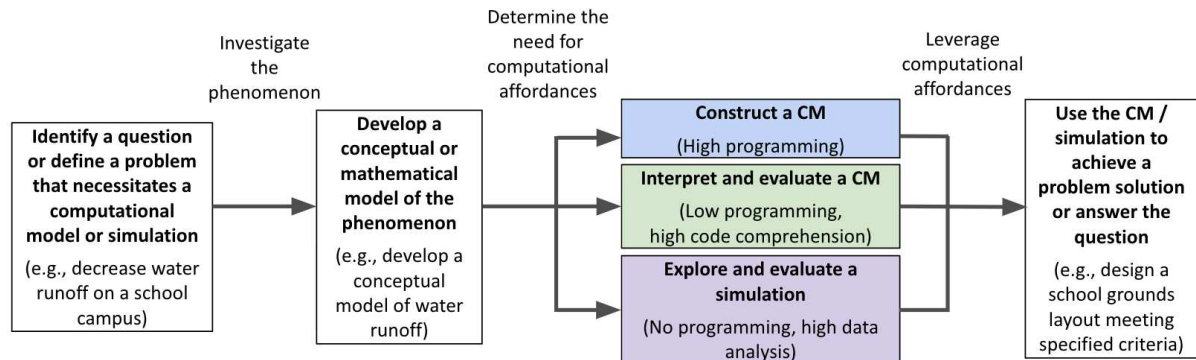 Identify a question
or define a problem
that necessitates a
computational
model or simulation
(e.g., decrease water
runoff on a school
campus)
Investigate
the
phenomenon
Develop a
conceptual or
mathematical
model of the
phenomenon
(e.g., develop a
conceptual
model of water
runoff)
Determine the
need for
computational
affordances
Construct a CM
(High programming)
Interpret and evaluate a CM
(Low programming,
high code comprehension)
Explore and evaluate a
simulation
(No programming, high data
analysis)
Leverage
computational
affordances
Use the CM /
simulation to
achieve a
problem solution
or answer the
question
(e.g., design a
school grounds
layout meeting
specified criteria)